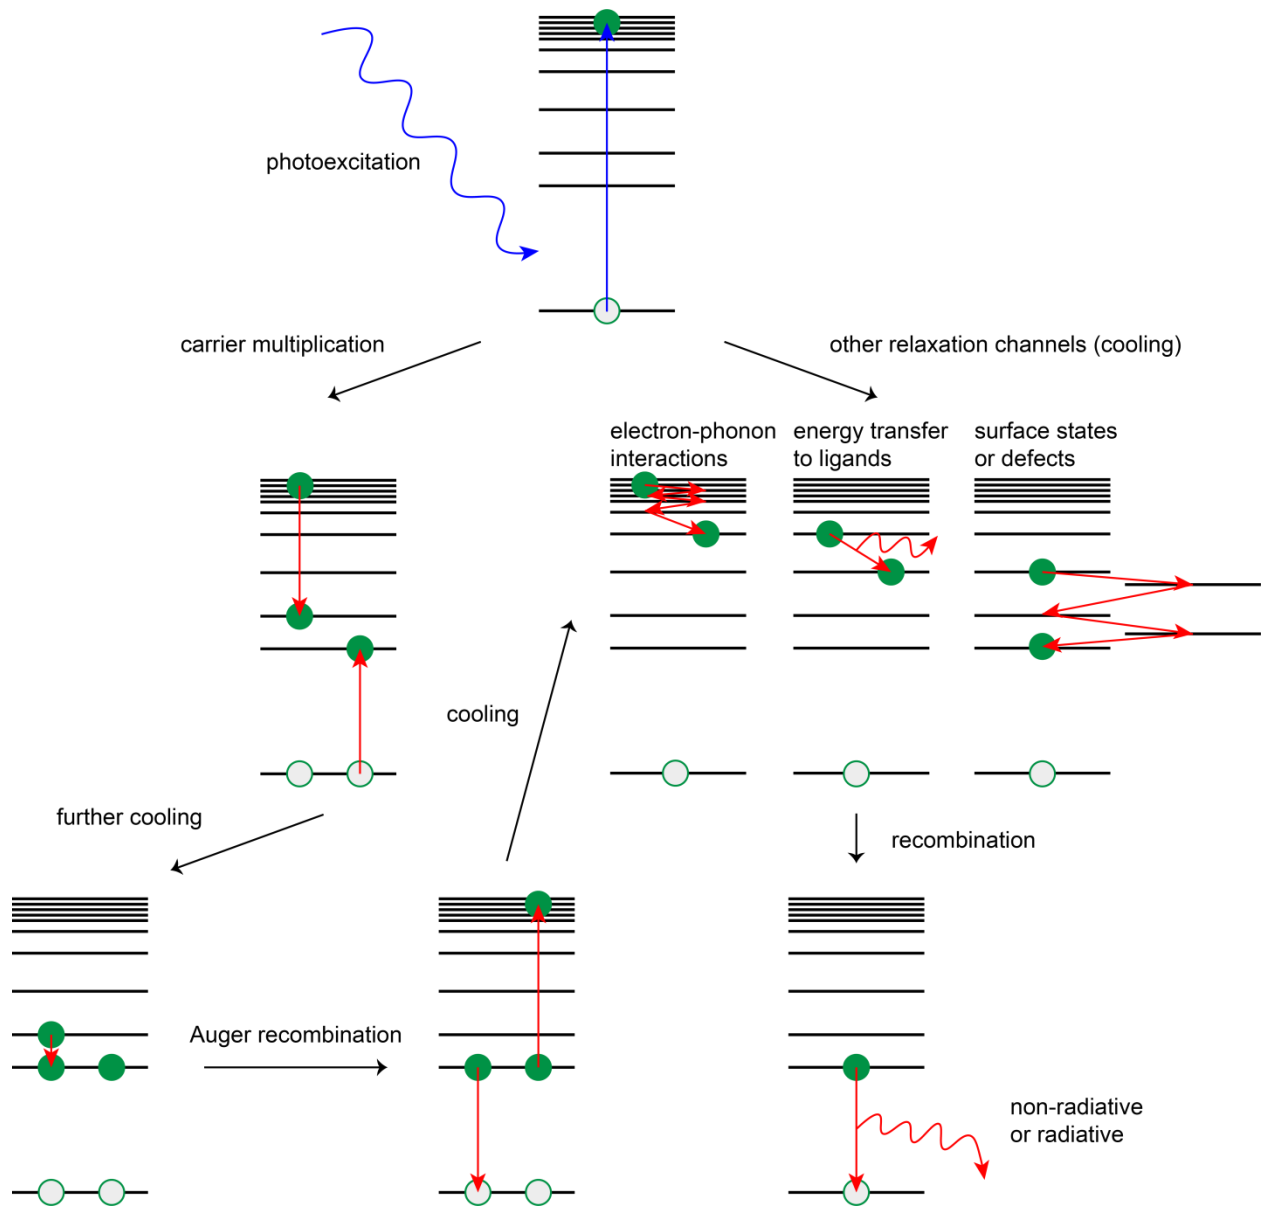 photoexcitation
carrier multiplication
other relaxation channels (cooling)
electron-phonon
interactions
energy transfer
to ligands
surface states
or defects
cooling
further cooling
recombination
Auger recombination
non-radiative
or radiative